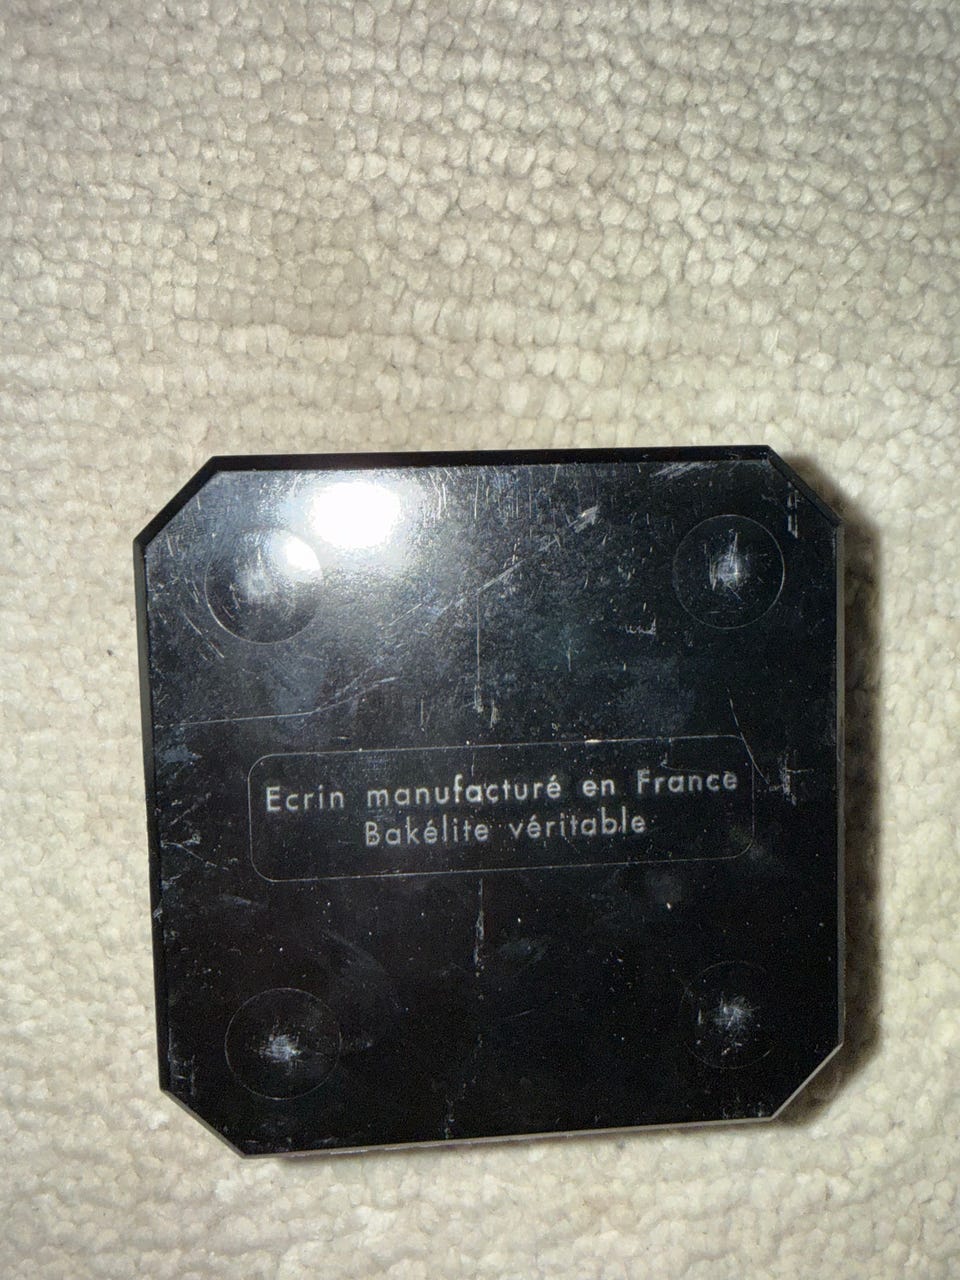 Ecrin manufacturé en France
Bakélite véritable